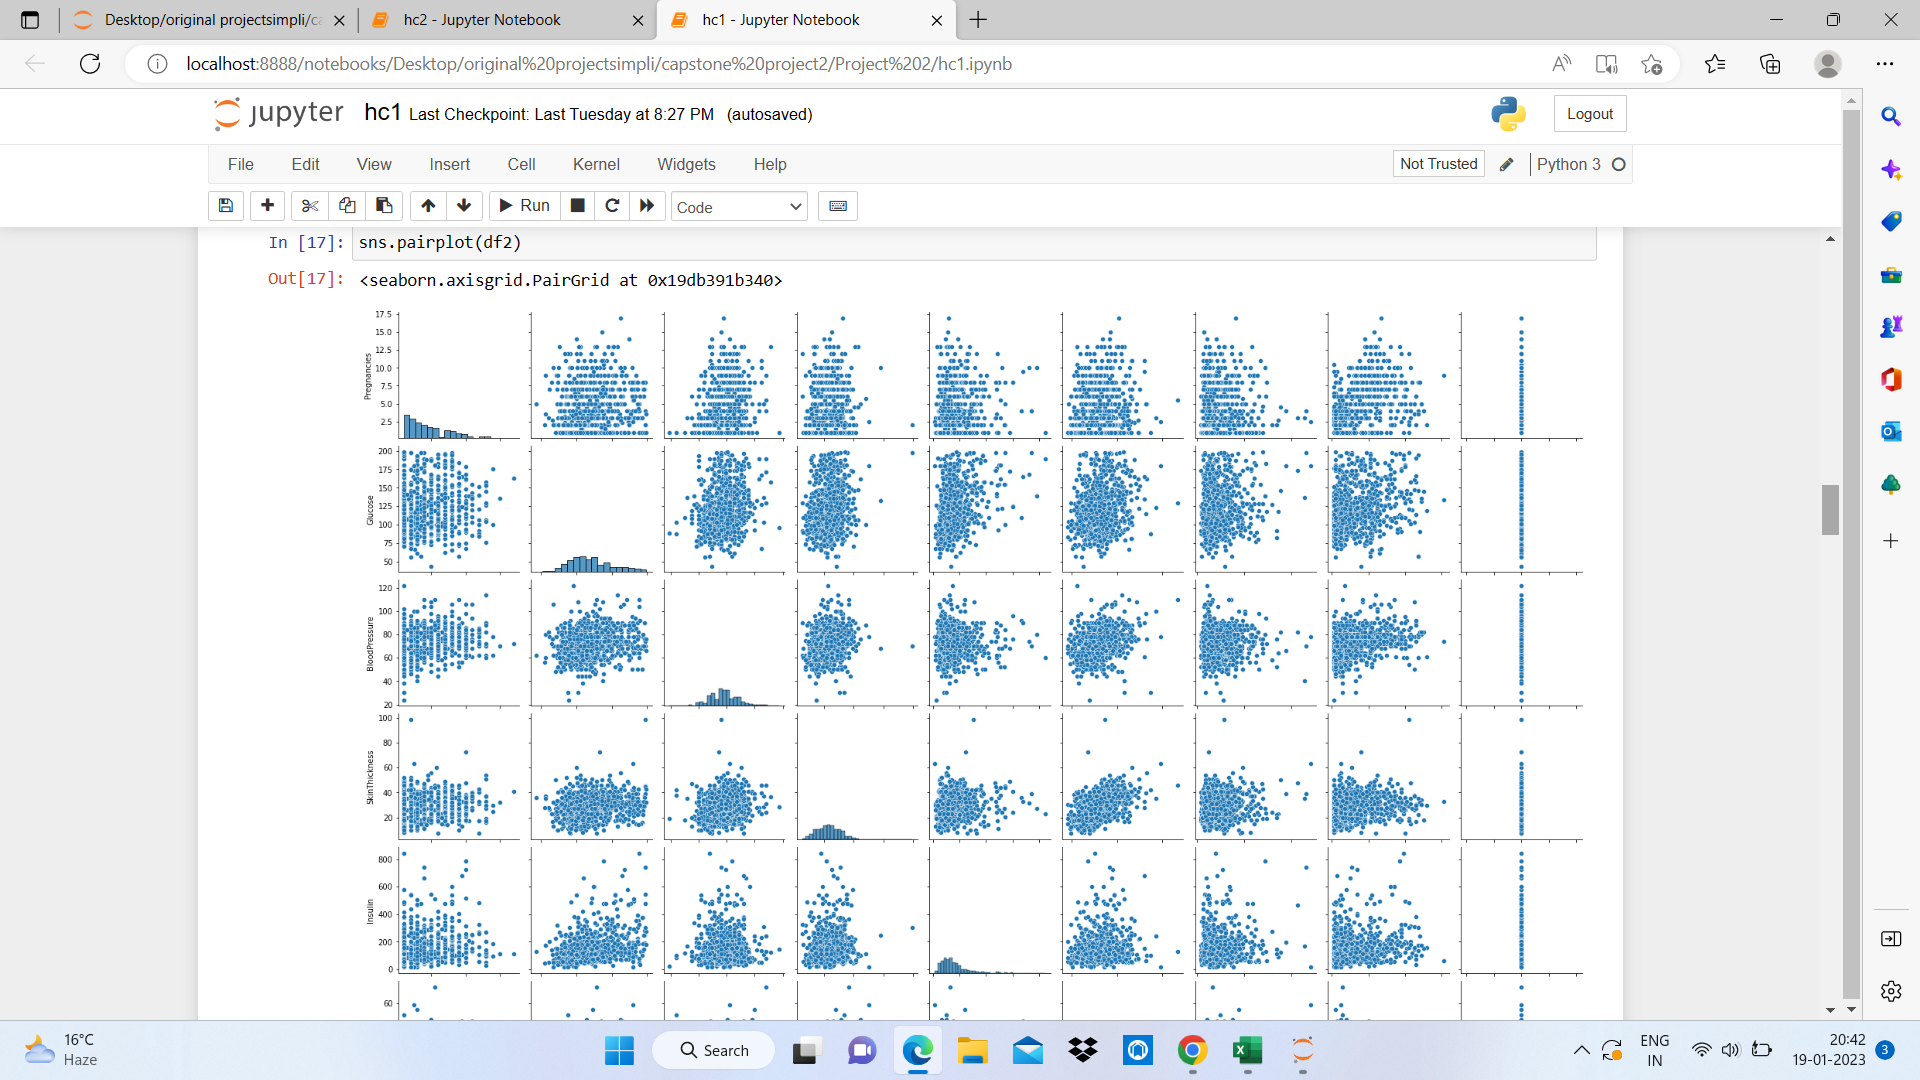 Desktop/original projectsimpli/ca
hc2 - Jupyter Notebook
hc1 - Jupyter Notebook
localhost:8888/notebooks/Desktop/original%20projectsimpli/capstone%20project2/Project%202/hc1.ipynb
jupyter hc1 Last Checkpoint: Last Tuesday at 8:27 PM (autosaved)
Logout
File Edit View Insert Cell Kernel Widgets Help
Not Trusted
Python 3
Run
Code
In [17]: sns.pairplot(df2)
Out[17]: <seaborn.axisgrid.PairGrid at 0x19db391b340>
17.5
15.0
12.5
10.0
7.5
5.0
2.5
Pregnancies
200
175
150
125
100
75
50
Glucose
120
100
80
60
40
20
BloodPressure
100
80
60
40
20
SkinThickness
800
600
400
200
0
Insulin
60
16°C
Haze
Search
ENG
IN
20:42
19-01-2023
3